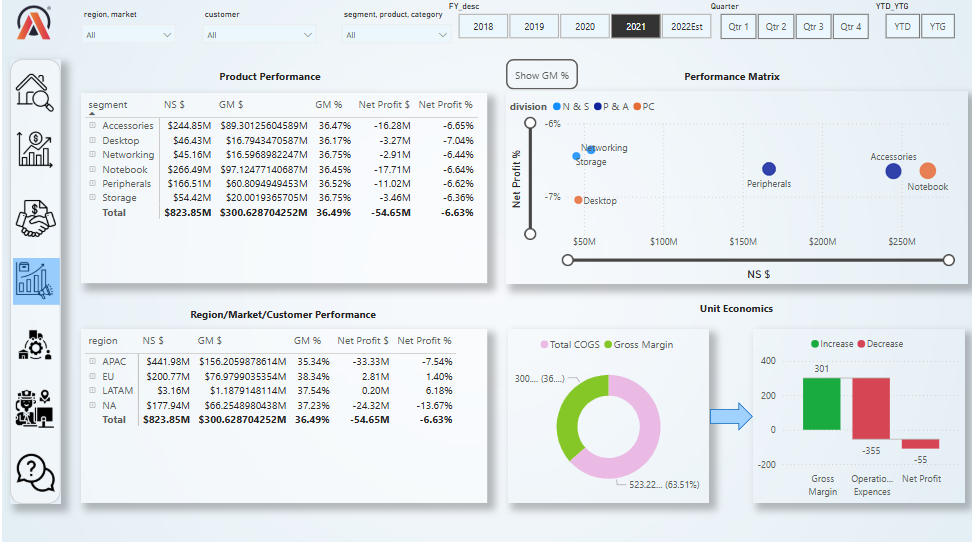 region, market customer segment, product, category FY_desc Quarter YTD_YTG
All All All 2018 2019 2020 2021 2022Est Qtr 1 Qtr 2 Qtr 3 Qtr 4 YTD YTG
Product Performance
segment NS $ GM $ GM % Net Profit $ Net Profit %
Accessories $244.85M $89.30125604589M 36.47% -16.28M -6.65%
Desktop $46.43M $16.7943470587M 36.17% -3.27M -7.04%
Networking $45.16M $16.5968982247M 36.75% -2.91M -6.44%
Notebook $266.49M $97.12477140687M 36.45% -17.71M -6.64%
Peripherals $166.51M $60.8094949453M 36.52% -11.02M -6.62%
Storage $54.42M $20.0019365705M 36.75% -3.46M -6.36%
Total $823.85M $300.628704252M 36.49% -54.65M -6.63%
Show GM %
Performance Matrix
division N & S P & A PC
-6%
Networking
Storage
Accessories
Peripherals
Notebook
-7%
Desktop
Net Profit %
$50M $100M $150M $200M $250M
NS $
Region/Market/Customer Performance
region NS $ GM $ GM % Net Profit $ Net Profit %
APAC $441.98M $156.2059878614M 35.34% -33.33M -7.54%
EU $200.77M $76.9799035354M 38.34% 2.81M 1.40%
LATAM $3.16M $1.1879148118M 37.54% 0.20M 6.18%
NA $177.94M $66.2548980438M 37.23% -24.32M -13.67%
Total $823.85M $300.628704252M 36.49% -54.65M -6.63%
Unit Economics
Total COGS Gross Margin
300.... (36....)
523.22... (63.51%)
Increase Decrease
400
301
200
0
-355
-55
-200
Gross Margin Operatio... Expences Net Profit